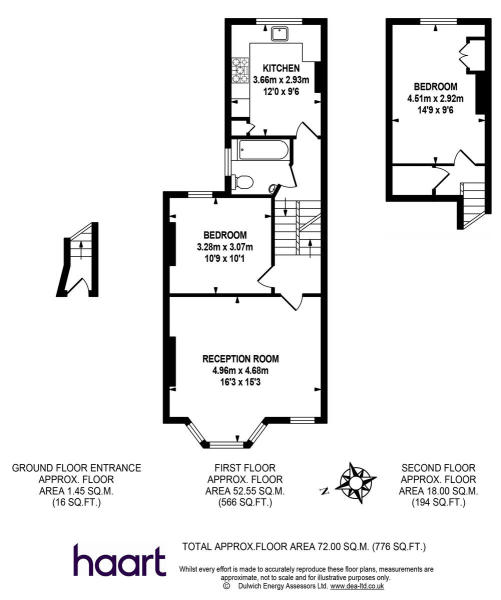 KITCHEN
3.66m x 2.93m
12'0 x 9'6
BEDROOM
4.51m x 2.92m
14'9 x 9'6
BEDROOM
3.28m x 3.07m
10'9 x 10'1
RECEPTION ROOM
4.96m x 4.68m
16'3 x 15'3
GROUND FLOOR ENTRANCE
APPROX. FLOOR
AREA 1.45 SQ.M.
(16 SQ.FT.)
FIRST FLOOR
APPROX. FLOOR
AREA 52.55 SQ.M.
(566 SQ.FT.)
N
SECOND FLOOR
APPROX. FLOOR
AREA 18.00 SQ.M.
(194 SQ.FT.)
TOTAL APPROX.FLOOR AREA 72.00 SQ.M. (776 SQ.FT.)
haart
Whilst every effort is made to accurately reproduce these floor plans, measurements are
approximate, not to scale and for illustrative purposes only.
© Dulwich Energy Assessors Ltd. www.dea-ltd.co.uk